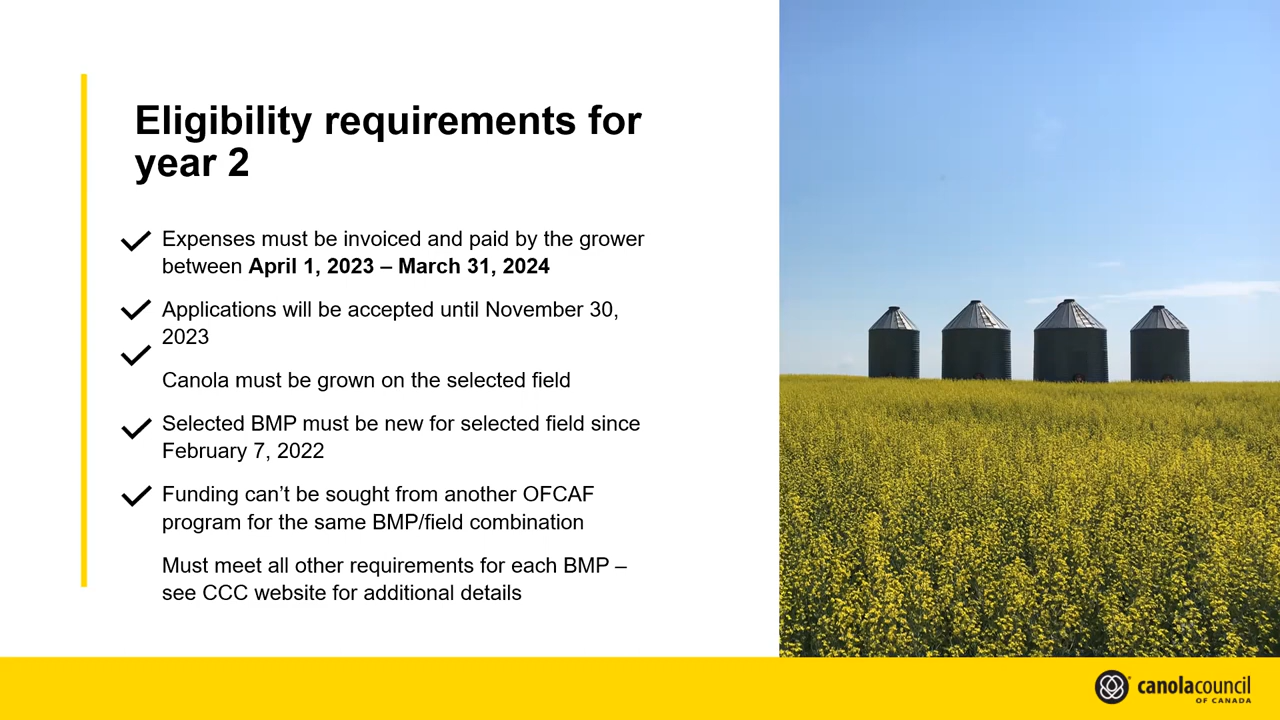 Eligibility requirements for
year 2
Expenses must be invoiced and paid by the grower
between April 1, 2023 – March 31, 2024
Applications will be accepted until November 30,
2023
Canola must be grown on the selected field
Selected BMP must be new for selected field since
February 7, 2022
Funding can’t be sought from another OFCAF
program for the same BMP/field combination
Must meet all other requirements for each BMP –
see CCC website for additional details
canolacouncil
OF CANADA